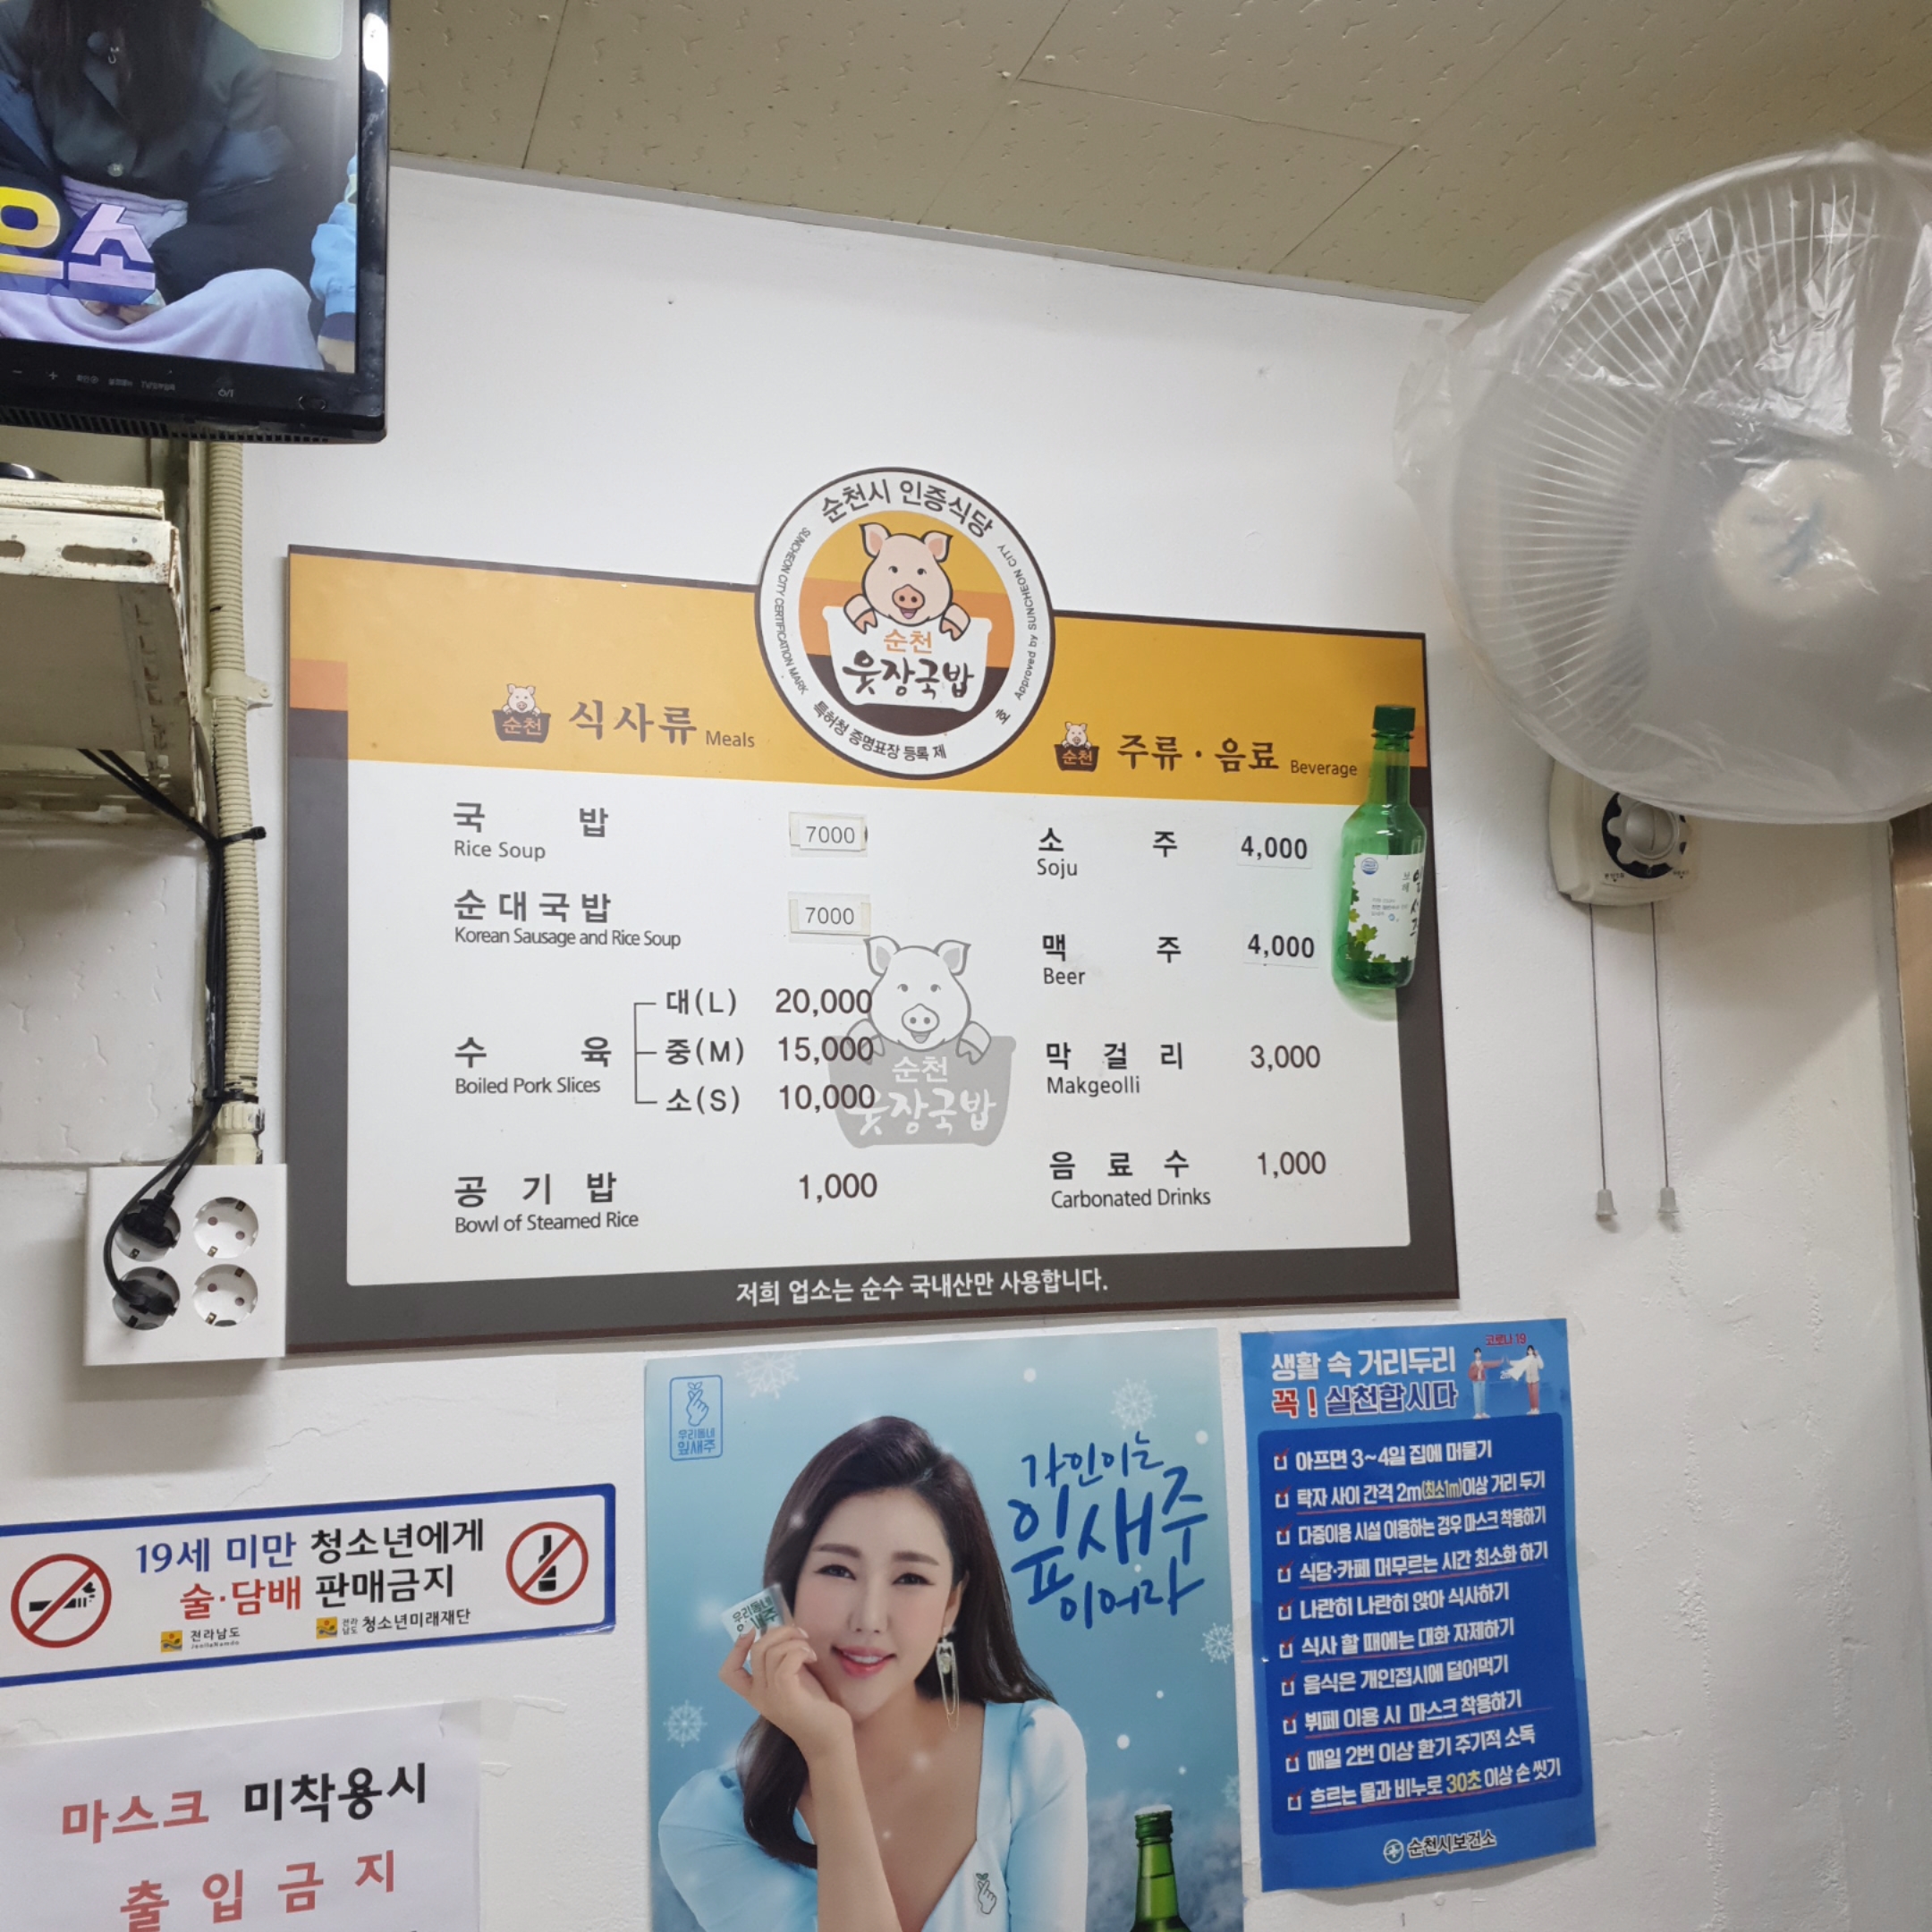 으소
순천시 인증식당
SUNCHEON CITY CERTIFICATION MARK
Approved by SUNCHEON CITY
순천
웃장국밥
특허청 증명표장 등록 제 호
순천 식사류 Meals
국 밥 7000
Rice Soup
순대국밥 7000
Korean Sausage and Rice Soup
수 육
Boiled Pork Slices
대(L) 20,000
중(M) 15,000
소(S) 10,000
공 기 밥 1,000
Bowl of Steamed Rice
순천
웃장국밥
순천 주류·음료 Beverage
소 주 4,000
Soju
맥 주 4,000
Beer
막 걸 리 3,000
Makgeolli
음 료 수 1,000
Carbonated Drinks
저희 업소는 순수 국내산만 사용합니다.
19세 미만 청소년에게
술·담배 판매금지
전라남도
JeollaNamdo
전라남도 청소년미래재단
마스크 미착용시
출 입 금 지
우리동네
잎새주
가인이는
잎새주
이어라
우리동네
잎새주
코로나 19
생활 속 거리두리
꼭! 실천합시다
아프면 3~4일 집에 머물기
탁자 사이 간격 2m(최소1m)이상 거리 두기
다중이용 시설 이용하는 경우 마스크 착용하기
식당·카페 머무르는 시간 최소화 하기
나란히 나란히 앉아 식사하기
식사 할 때에는 대화 자제하기
음식은 개인접시에 덜어먹기
뷔페 이용 시 마스크 착용하기
매일 2번 이상 환기 주기적 소독
흐르는 물과 비누로 30초 이상 손 씻기
순천시보건소